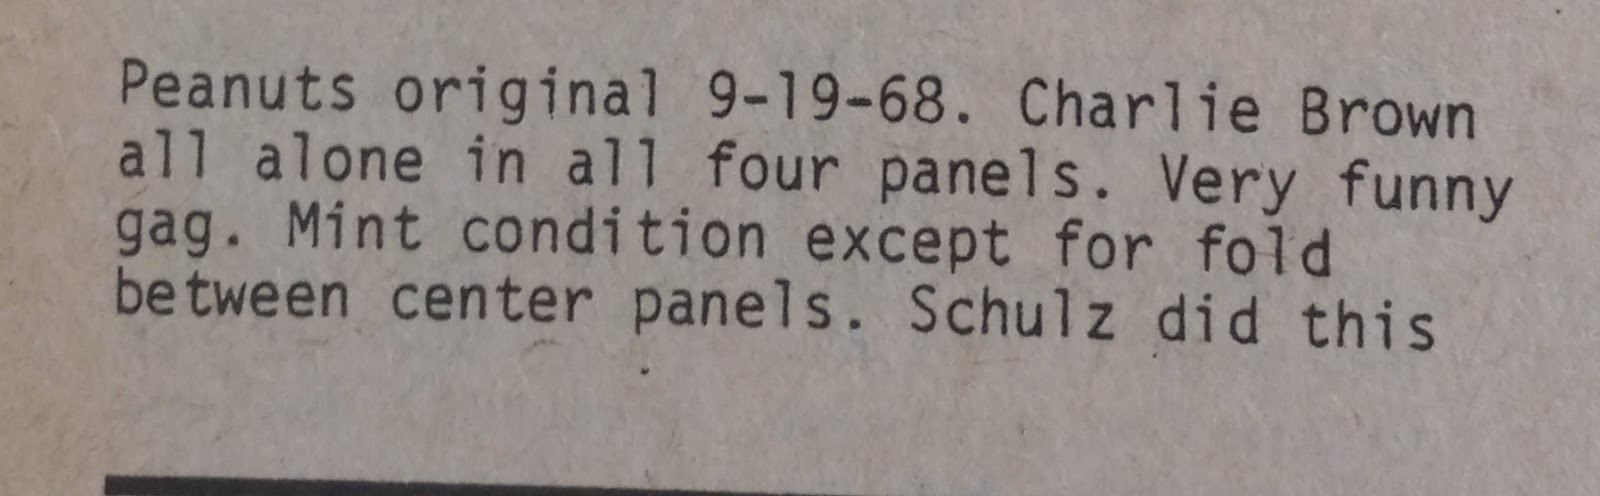 Peanuts original 9-19-68. Charlie Brown
all alone in all four panels. Very funny
gag. Mint condition except for fold
between center panels. Schulz did this